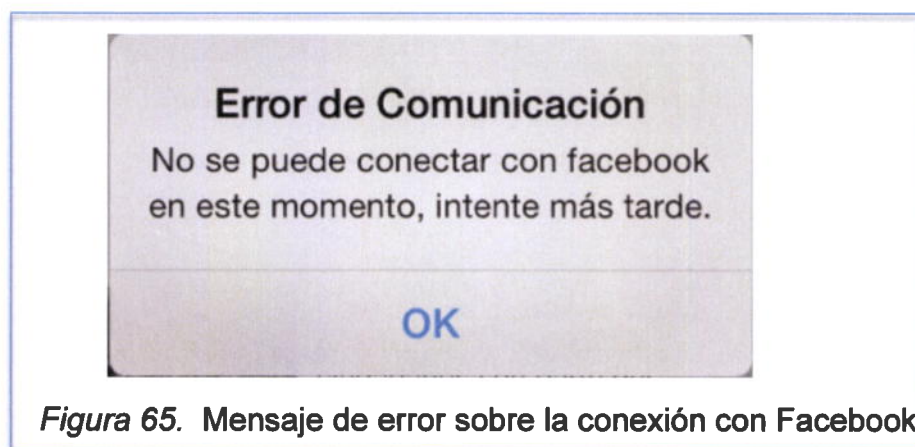 Error de Comunicación
No se puede conectar con facebook
en este momento, intente más tarde.
OK
Figura 65. Mensaje de error sobre la conexión con Facebook